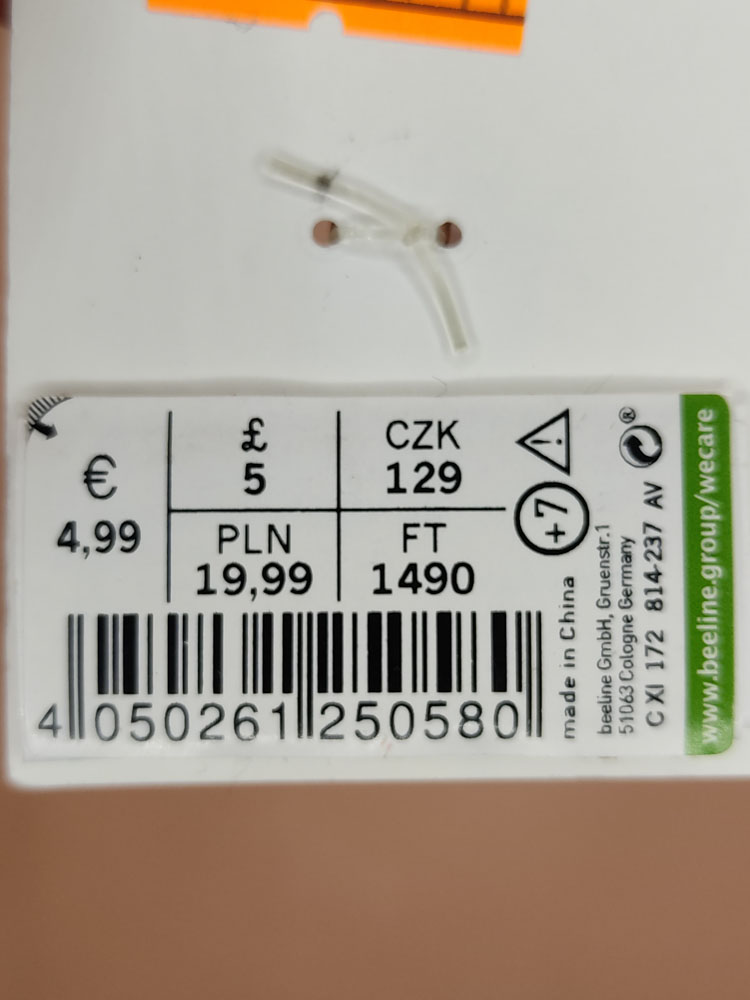 €
4,99
£
5
CZK
129
PLN
19,99
FT
1490
4 050261 250580
+7
made in China
beeline GmbH, Gruenstr.1
51063 Cologne Germany
C XI 172 814-237 AV
®
www.beeline.group/wecare